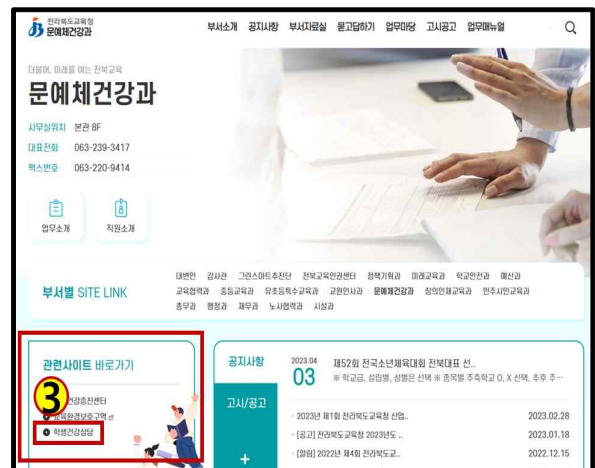 전라북도교육청
문예체건강과
부서소개 공지사항 부서자료실 묻고답하기 업무마당 고시공고 업무매뉴얼
더불어, 미래를 여는 전북교육
문예체건강과
사무실위치 본관 8F
대표전화 063-239-3417
팩스번호 063-220-9414
업무소개 직원소개
부서별 SITE LINK
대변인 감사관 그린스마트추진단 전북교육인권센터 정책기획과 미래교육과 학교안전과 예산과
교육협력과 중등교육과 유초등특수교육과 교원인사과 문예체건강과 창의인재교육과 민주시민교육과
총무과 행정과 재무과 노사협력과 시설과
관련사이트 바로가기
3
건강증진센터
교육환경보호구역
학생건강상담
공지사항
고시/공고
+
2023.04
03
제52회 전국소년체육대회 전북대표 선..
※ 학교급, 설립별, 성별은 선택 ※ 종목별 주축학교 O, X 선택, 추후 주…
2023년 제1회 전라북도교육청 산업.. 2023.02.28
[공고] 전라북도교육청 2023년도 .. 2023.01.18
[알림] 2022년 제4회 전라북도교.. 2022.12.15